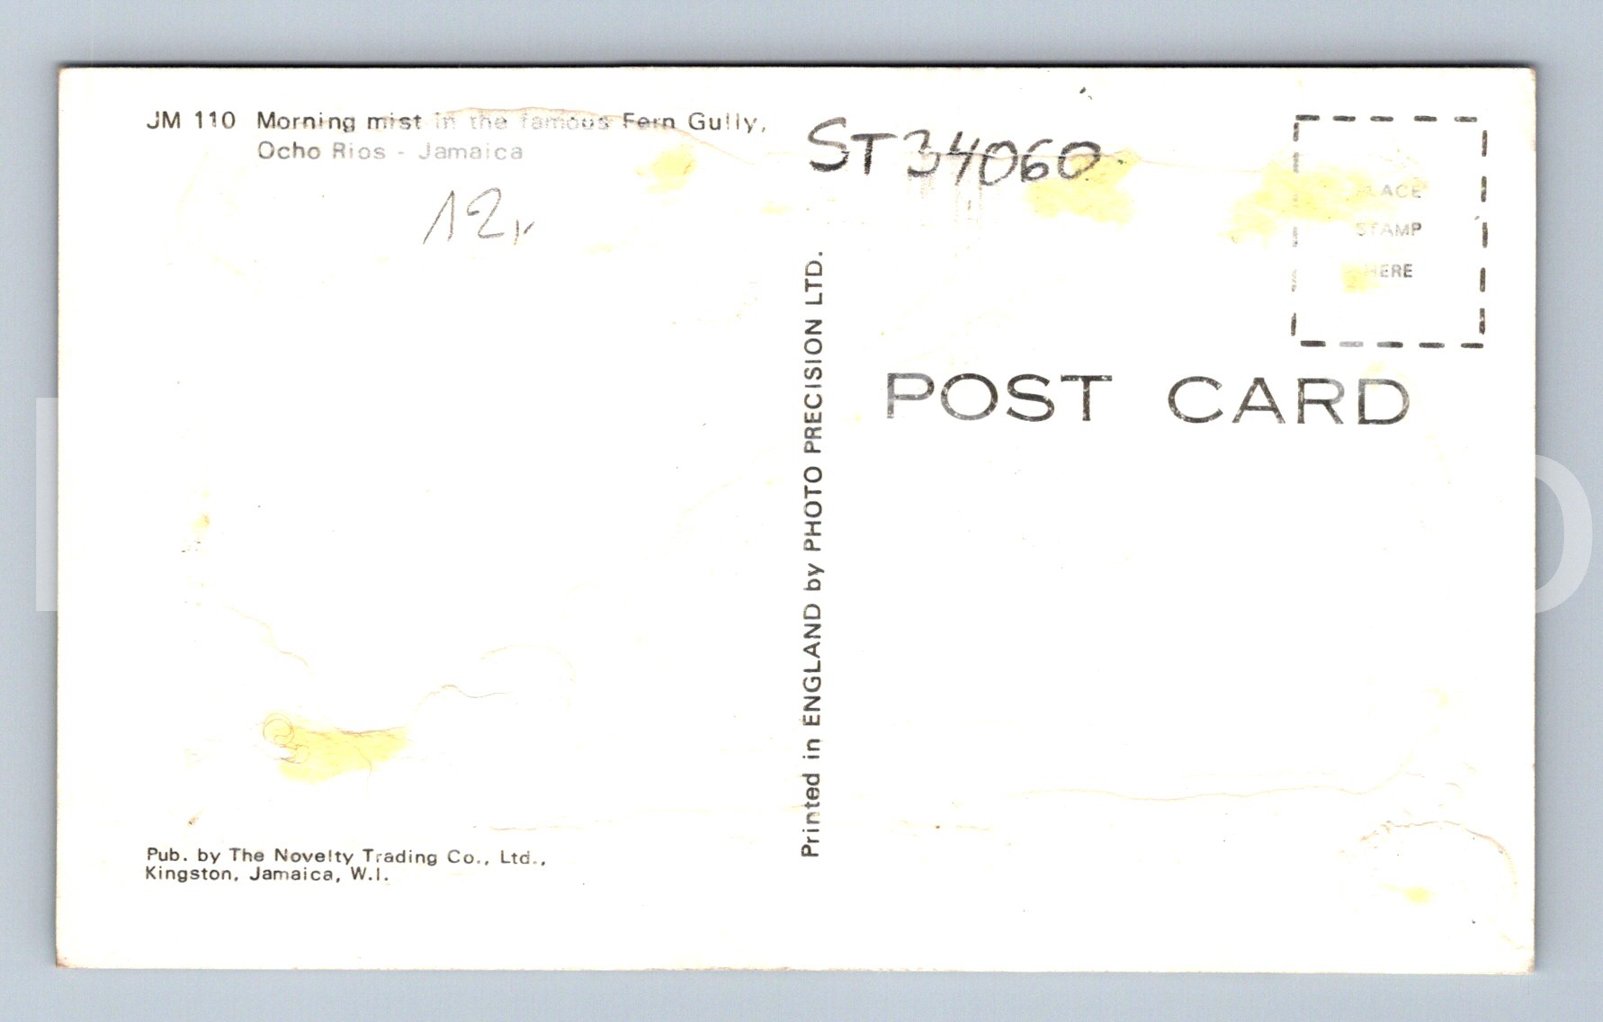 JM 110 Morning mist in the famous Fern Gully,
Ocho Rios - Jamaica
12,
ST34060
PLACE
STAMP
HERE
POST CARD
Printed in ENGLAND by PHOTO PRECISION LTD.
Pub. by The Novelty Trading Co., Ltd.,
Kingston, Jamaica, W.I.